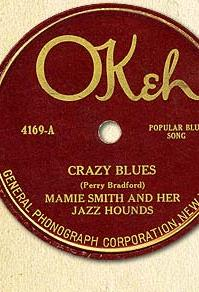 OKeh
4169-A
POPULAR BLU
SONG
CRAZY BLUES
(Perry Bradford)
MAMIE SMITH AND HER
JAZZ HOUNDS
GENERAL PHONOGRAPH CORPORATION, NEW